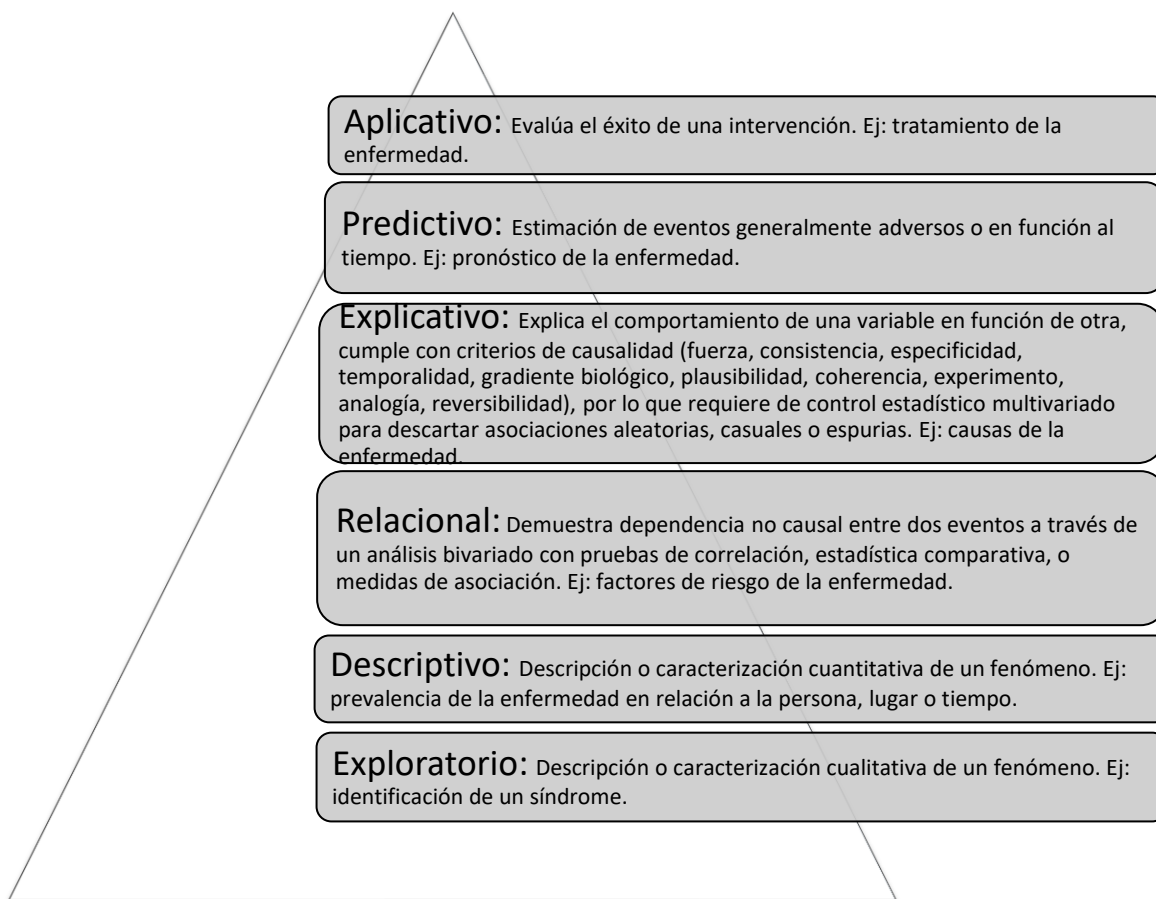 Aplicativo: Evalúa el éxito de una intervención. Ej: tratamiento de la
enfermedad.
Predictivo: Estimación de eventos generalmente adversos o en función al
tiempo. Ej: pronóstico de la enfermedad.
Explicativo: Explica el comportamiento de una variable en función de otra,
cumple con criterios de causalidad (fuerza, consistencia, especificidad,
temporalidad, gradiente biológico, plausibilidad, coherencia, experimento,
analogía, reversibilidad), por lo que requiere de control estadístico multivariado
para descartar asociaciones aleatorias, casuales o espurias. Ej: causas de la
enfermedad.
Relacional: Demuestra dependencia no causal entre dos eventos a través de
un análisis bivariado con pruebas de correlación, estadística comparativa, o
medidas de asociación. Ej: factores de riesgo de la enfermedad.
Descriptivo: Descripción o caracterización cuantitativa de un fenómeno. Ej:
prevalencia de la enfermedad en relación a la persona, lugar o tiempo.
Exploratorio: Descripción o caracterización cualitativa de un fenómeno. Ej:
identificación de un síndrome.